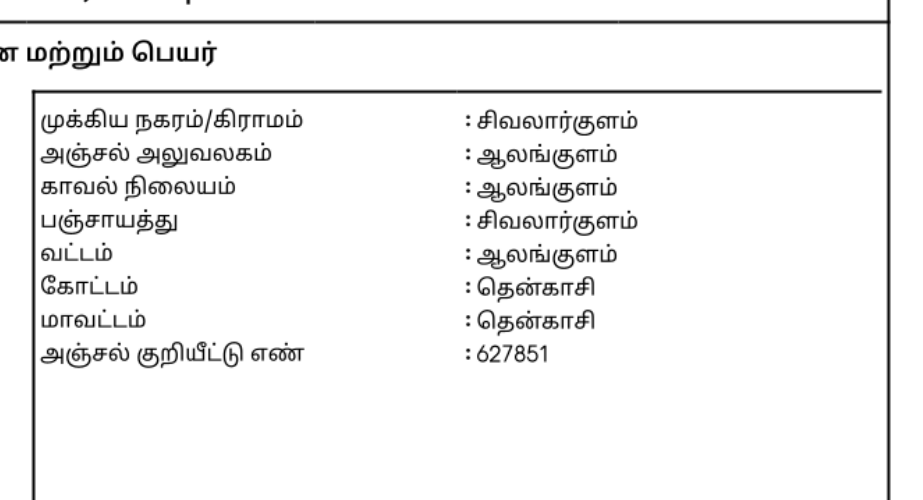 மற்றும் பெயர்
முக்கிய நகரம்/கிராமம் : சிவலார்குளம்
அஞ்சல் அலுவலகம் : ஆலங்குளம்
காவல் நிலையம் : ஆலங்குளம்
பஞ்சாயத்து : சிவலார்குளம்
வட்டம் : ஆலங்குளம்
கோட்டம் : தென்காசி
மாவட்டம் : தென்காசி
அஞ்சல் குறியீட்டு எண் : 627851